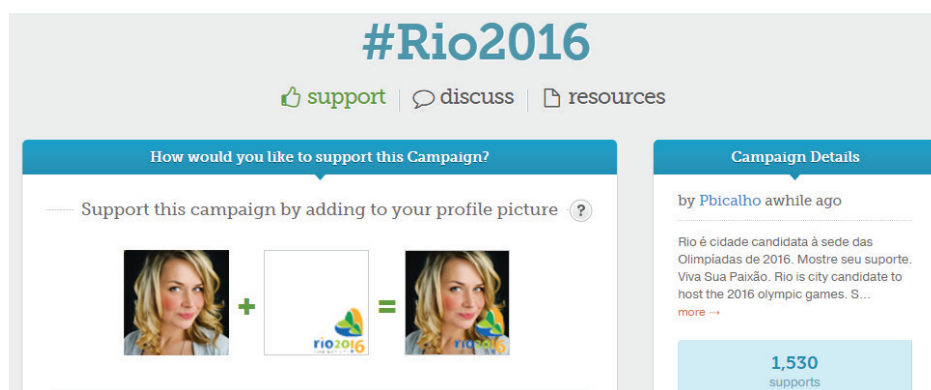 #Rio2016
support
discuss
resources
How would you like to support this Campaign?
Support this campaign by adding to your profile picture ?
+
=
rio2016
rio2016
Campaign Details
by Pbicalho awhile ago
Rio é cidade candidata à sede das
Olimpíadas de 2016. Mostre seu suporte.
Viva Sua Paixão. Rio is city candidate to
host the 2016 olympic games. S...
more →
1,530
supports